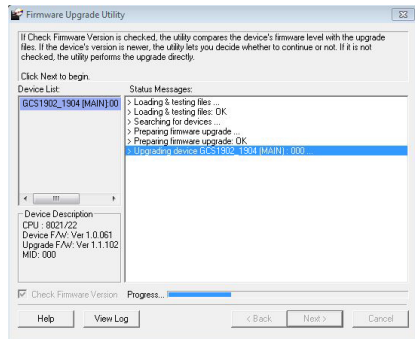 Firmware Upgrade Utility
If Check Firmware Version is checked, the utility compares the device's firmware level with the upgrade
files. If the device's version is newer, the utility lets you decide whether to continue or not. If it is not
checked, the utility performs the upgrade directly.
Click Next to begin.
Device List:
Status Messages:
GCS1902_1904 [MAIN]:00
> Loading & testing files ...
> Loading & testing files: OK
> Searching for devices ...
> Preparing firmware upgrade ...
> Preparing firmware upgrade: OK
> Upgrading device GCS1902_1904 [MAIN] : 000 ...
Device Description
CPU : 8021/22
Device F/W: Ver 1.0.061
Upgrade F/W: Ver 1.1.102
MID: 000
Check Firmware Version
Progress...
Help
View Log
< Back
Next >
Cancel